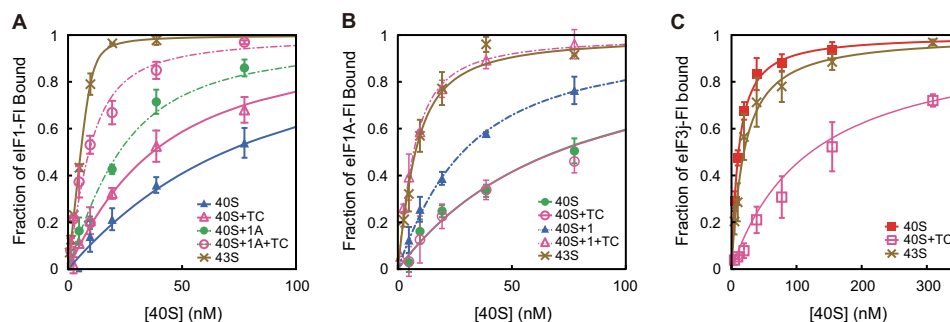 A
Fraction of eIF1-Fl Bound
1
0.8
0.6
0.4
0.2
0
0
50
100
[40S] (nM)
40S
40S+TC
40S+1A
40S+1A+TC
43S
B
Fraction of eIF1A-Fl Bound
1
0.8
0.6
0.4
0.2
0
0
50
100
[40S] (nM)
40S
40S+TC
40S+1
40S+1+TC
43S
C
Fraction of eIF3j-Fl bound
1
0.8
0.6
0.4
0.2
0
0
100
200
300
[40S] (nM)
40S
40S+TC
43S